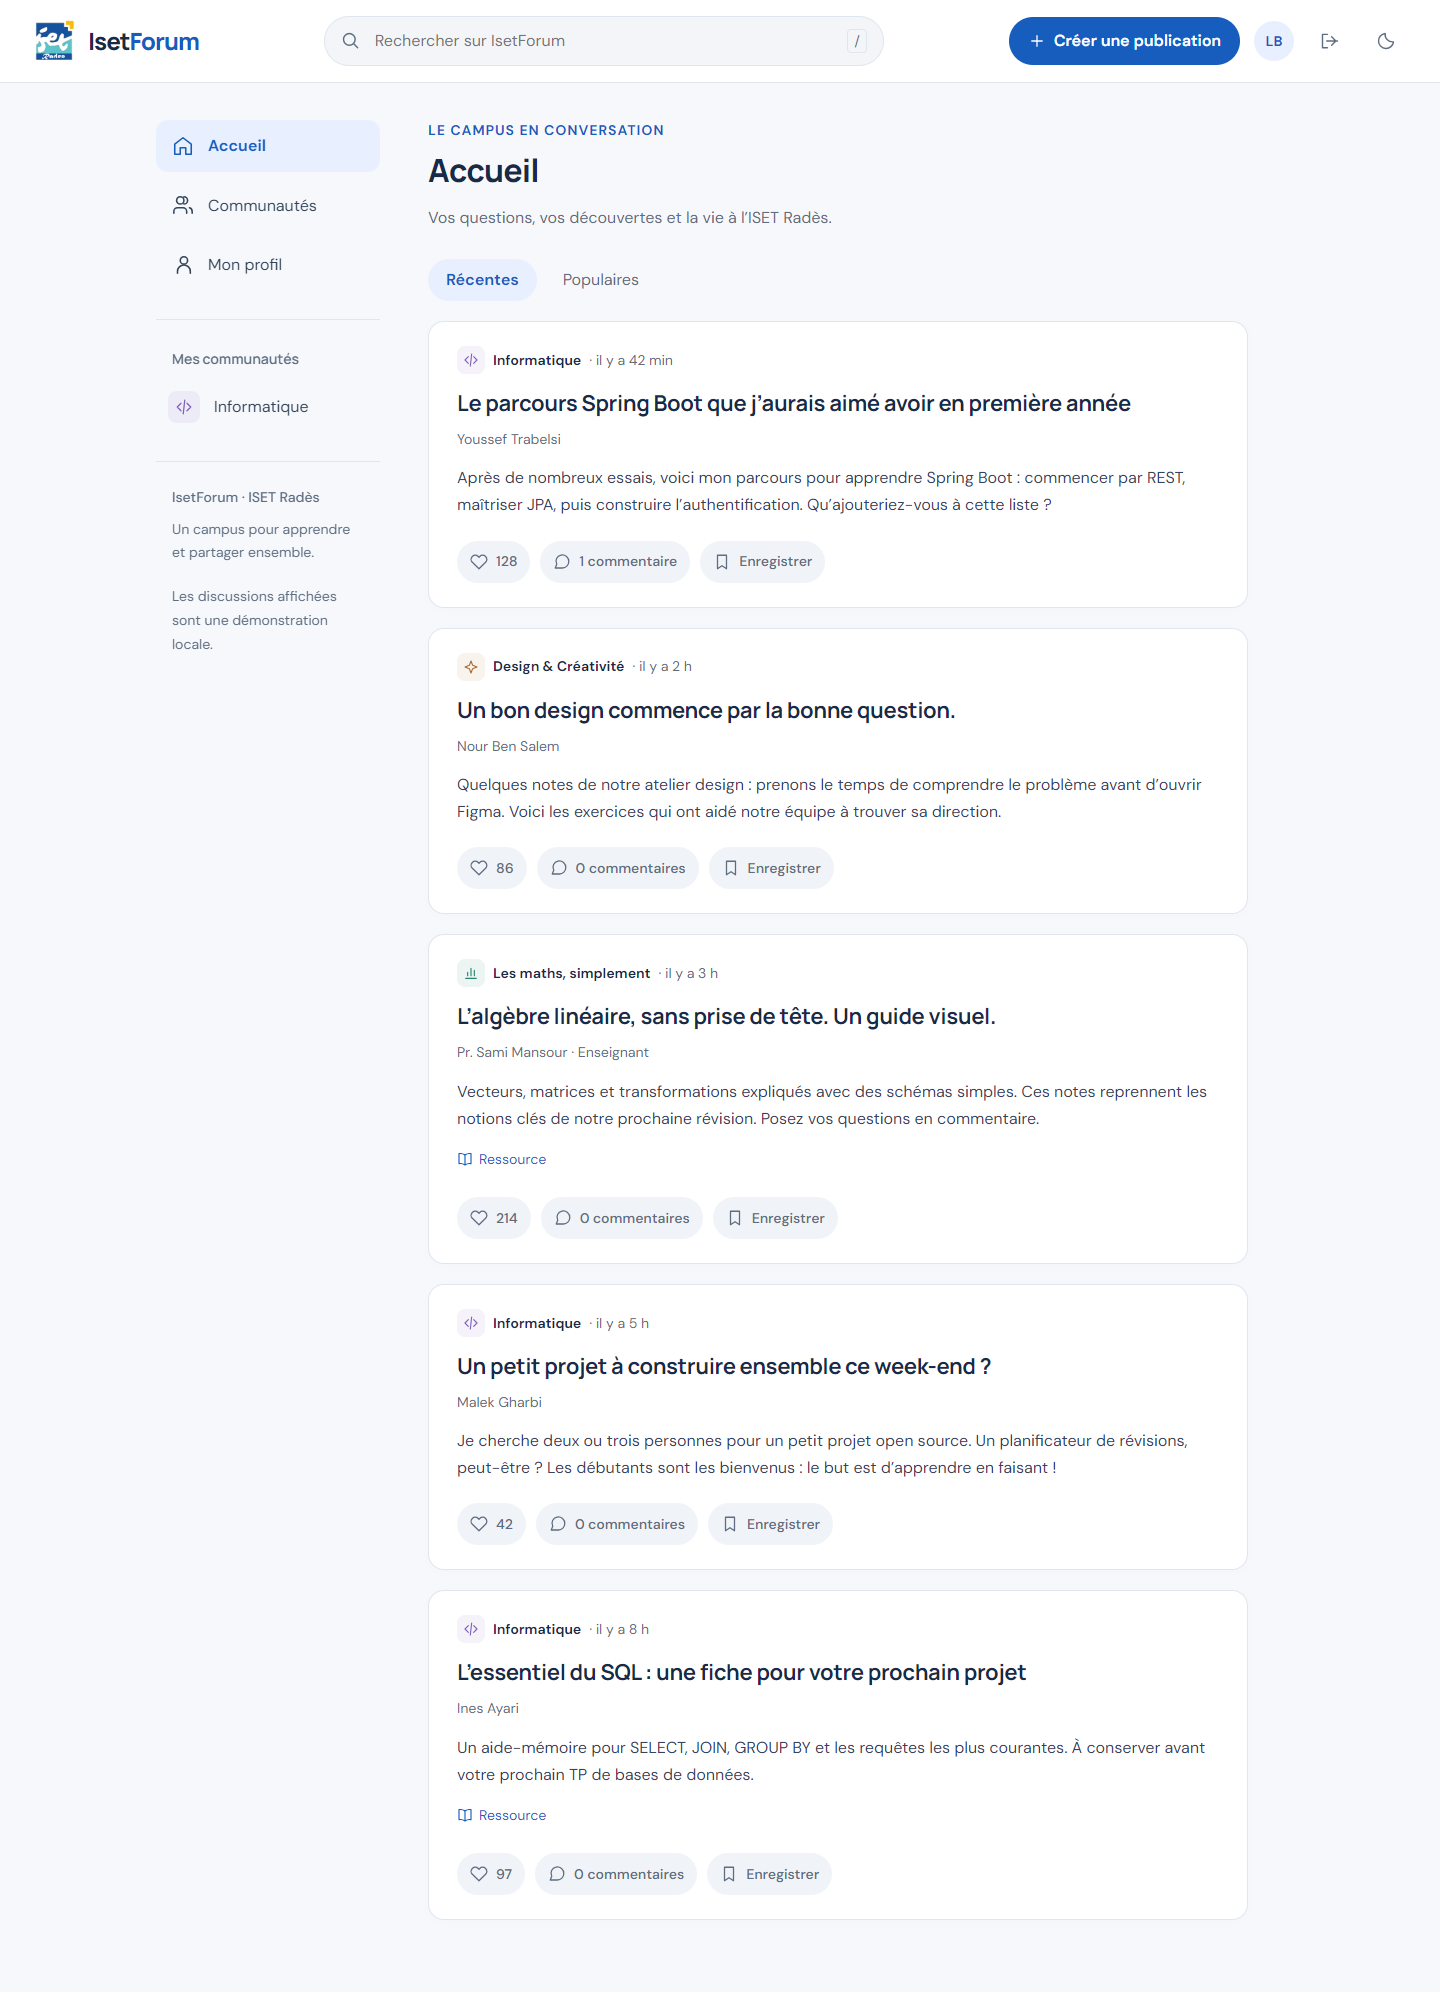 iset
Rades
IsetForum
Rechercher sur IsetForum
/
Créer une publication
LB
Accueil
Communautés
Mon profil
Mes communautés
Informatique
IsetForum · ISET Radès
Un campus pour apprendre
et partager ensemble.
Les discussions affichées
sont une démonstration
locale.
LE CAMPUS EN CONVERSATION
Accueil
Vos questions, vos découvertes et la vie à l’ISET Radès.
Récentes
Populaires
Informatique · il y a 42 min
Le parcours Spring Boot que j’aurais aimé avoir en première année
Youssef Trabelsi
Après de nombreux essais, voici mon parcours pour apprendre Spring Boot : commencer par REST,
maîtriser JPA, puis construire l’authentification. Qu’ajouteriez-vous à cette liste ?
128
1 commentaire
Enregistrer
Design & Créativité · il y a 2 h
Un bon design commence par la bonne question.
Nour Ben Salem
Quelques notes de notre atelier design : prenons le temps de comprendre le problème avant d’ouvrir
Figma. Voici les exercices qui ont aidé notre équipe à trouver sa direction.
86
0 commentaires
Enregistrer
Les maths, simplement · il y a 3 h
L’algèbre linéaire, sans prise de tête. Un guide visuel.
Pr. Sami Mansour · Enseignant
Vecteurs, matrices et transformations expliqués avec des schémas simples. Ces notes reprennent les
notions clés de notre prochaine révision. Posez vos questions en commentaire.
Ressource
214
0 commentaires
Enregistrer
Informatique · il y a 5 h
Un petit projet à construire ensemble ce week-end ?
Malek Gharbi
Je cherche deux ou trois personnes pour un petit projet open source. Un planificateur de révisions,
peut-être ? Les débutants sont les bienvenus : le but est d’apprendre en faisant !
42
0 commentaires
Enregistrer
Informatique · il y a 8 h
L’essentiel du SQL : une fiche pour votre prochain projet
Ines Ayari
Un aide-mémoire pour SELECT, JOIN, GROUP BY et les requêtes les plus courantes. À conserver avant
votre prochain TP de bases de données.
Ressource
97
0 commentaires
Enregistrer